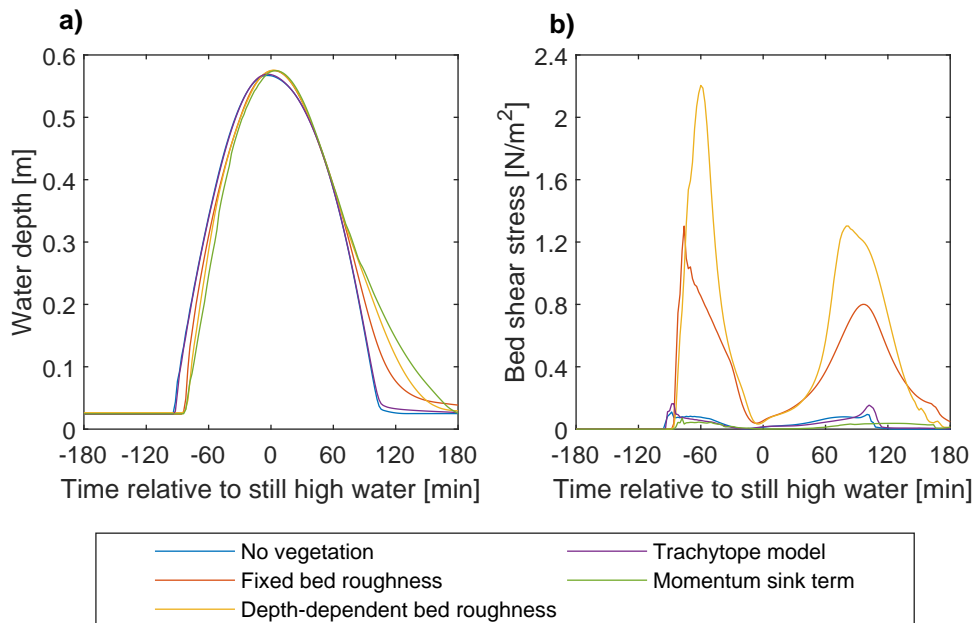 a)
0.6
0.5
0.4
0.3
0.2
0.1
0
Water depth [m]
-180 -120 -60 0 60 120 180
Time relative to still high water [min]
b)
2.4
2
1.6
1.2
0.8
0.4
0
Bed shear stress [N/m²]
-180 -120 -60 0 60 120 180
Time relative to still high water [min]
No vegetation
Fixed bed roughness
Depth-dependent bed roughness
Trachytope model
Momentum sink term